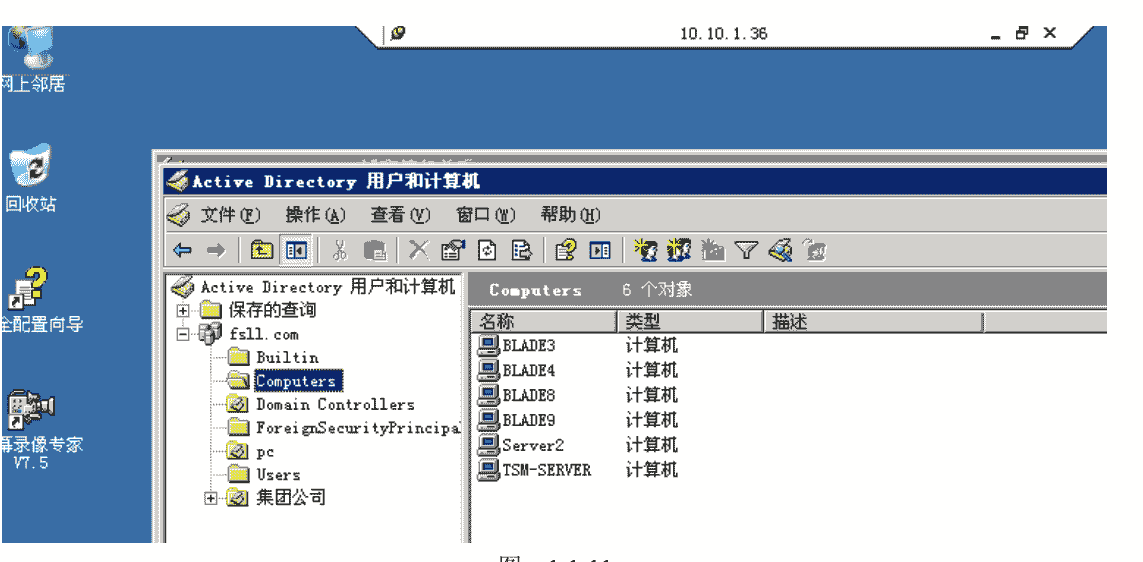 10.10.1.36
网上邻居
回收站
全配置向导
幕录像专家
V7.5
Active Directory 用户和计算机
文件(F) 操作(A) 查看(V) 窗口(W) 帮助(H)
Active Directory 用户和计算机
保存的查询
fsll.com
Builtin
Computers
Domain Controllers
ForeignSecurityPrincipa
pc
Users
集团公司
Computers 6 个对象
名称 类型 描述
BLADE3 计算机
BLADE4 计算机
BLADE8 计算机
BLADE9 计算机
Server2 计算机
TSM-SERVER 计算机